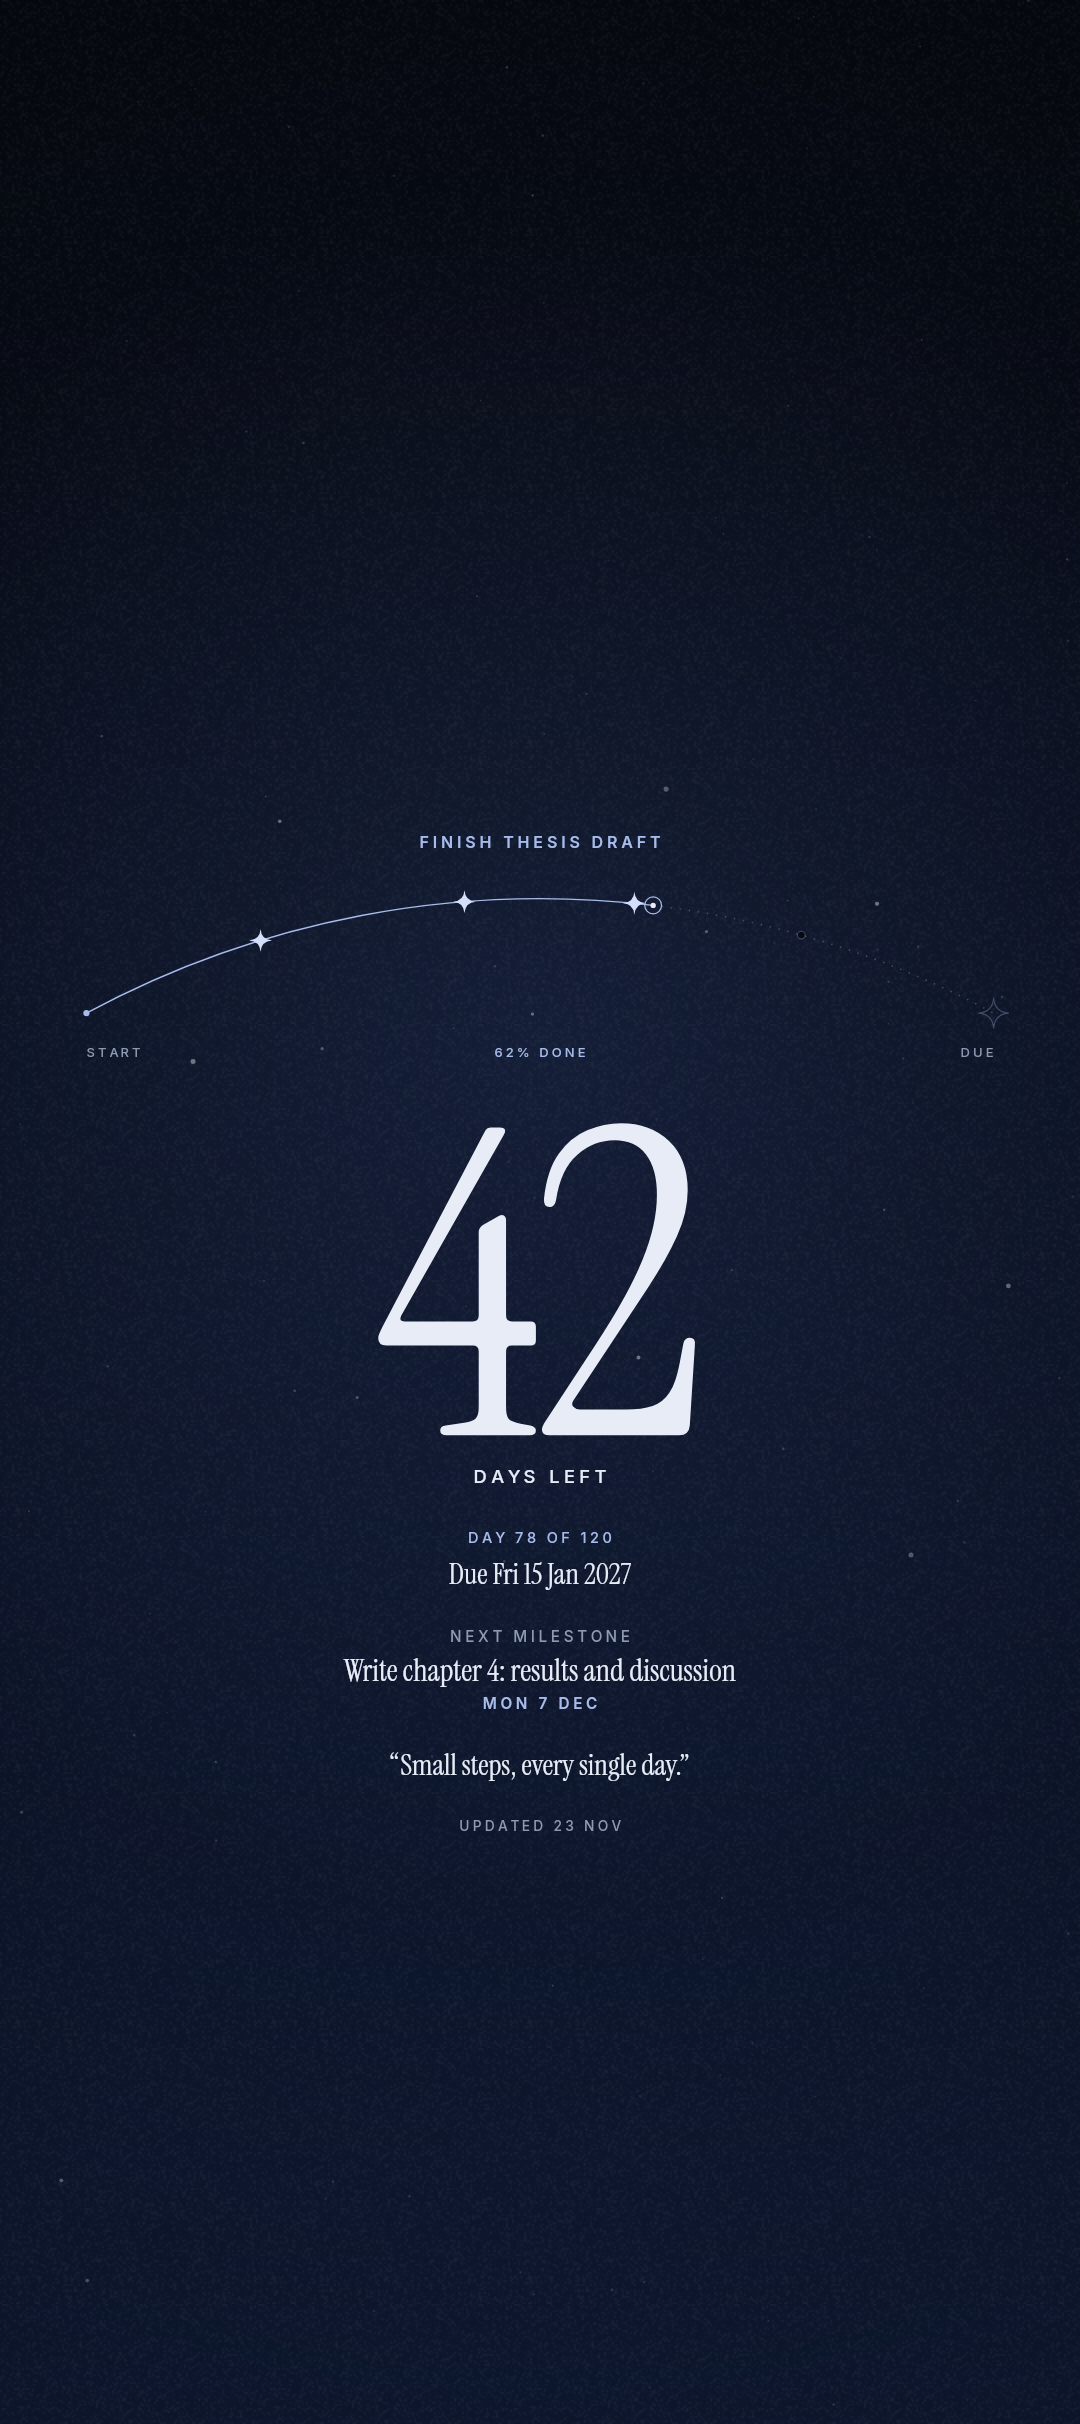 FINISH THESIS DRAFT
START
62% DONE
DUE
42
DAYS LEFT
DAY 78 OF 120
Due Fri 15 Jan 2027
NEXT MILESTONE
Write chapter 4: results and discussion
MON 7 DEC
“Small steps, every single day.”
UPDATED 23 NOV